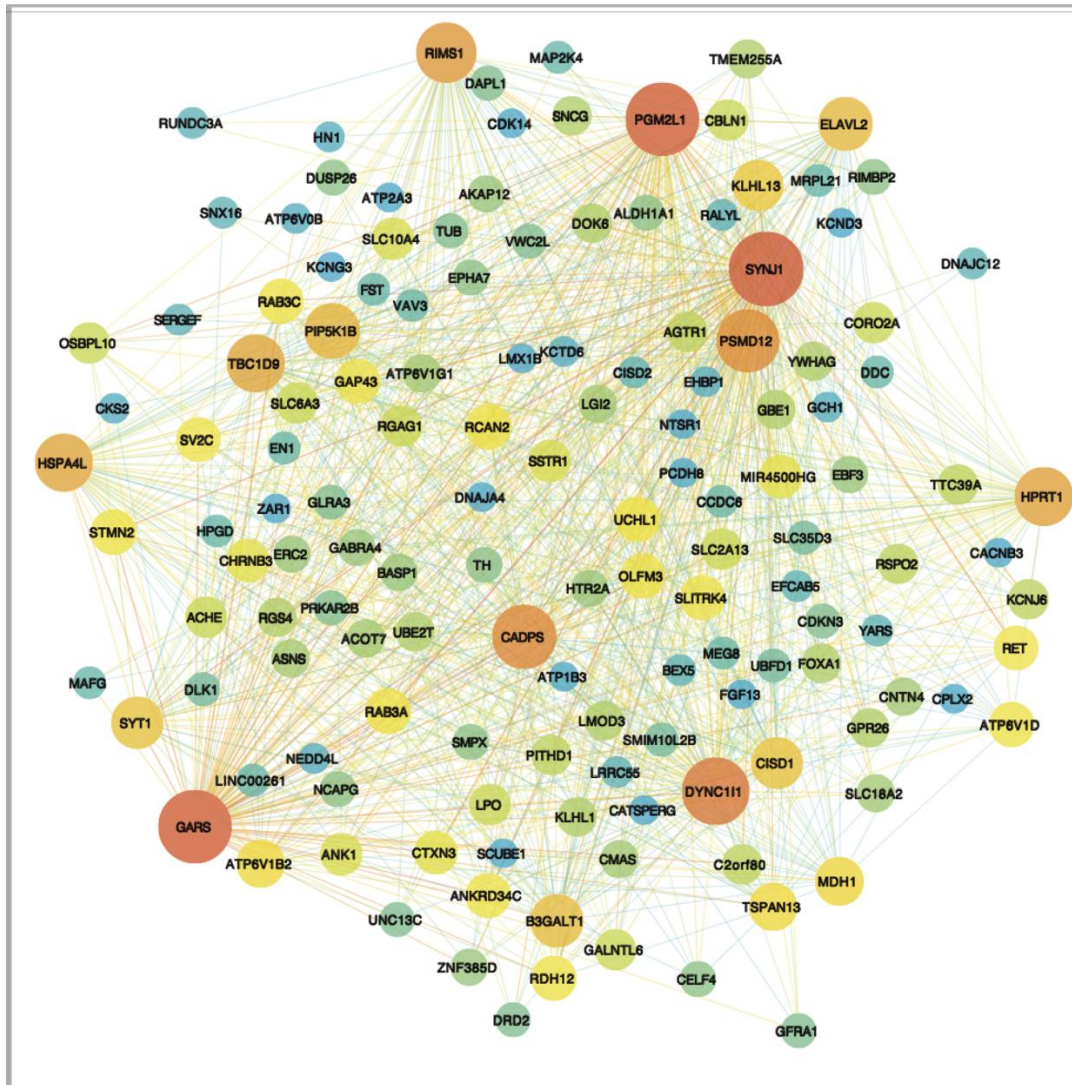 RIMS1
MAP2K4
TMEM255A
DAPL1
SNCG
CDK14
PGM2L1
CBLN1
ELAVL2
RUNDC3A
HN1
DUSP26
ATP2A3
AKAP12
KLHL13
MRPL21
RIMBP2
SNX16
ATP6V0B
SLC10A4
TUB
VWC2L
DOK6
ALDH1A1
RALYL
KCND3
KCNG3
EPHA7
SYNJ1
DNAJC12
FST
VAV3
RAB3C
SERGEF
PIP5K1B
OSBPL10
TBC1D9
AGTR1
PSMD12
CORO2A
LMX1B
KCTD6
YWHAG
DDC
GAP43
ATP6V1G1
CISD2
EHBP1
CKS2
SLC6A3
LGI2
GBE1
GCH1
RGAG1
RCAN2
NTSR1
SV2C
EN1
HSPA4L
SSTR1
PCDH8
MIR4500HG
EBF3
TTC39A
HPRT1
ZAR1
GLRA3
DNAJA4
CCDC6
STMN2
HPGD
UCHL1
SLC35D3
CHRNB3
ERC2
GABRA4
SLC2A13
CACNB3
BASP1
TH
OLFM3
RSPO2
HTR2A
SLITRK4
EFCAB5
KCNJ6
ACHE
RGS4
PRKAR2B
CDKN3
YARS
ACOT7
UBE2T
CADPS
RET
ASNS
MEG8
MAFG
DLK1
ATP1B3
BEX5
UBFD1
FOXA1
FGF13
CNTN4
CPLX2
RAB3A
SYT1
LMOD3
GPR26
ATP6V1D
SMPX
SMIM10L2B
NEDD4L
PITHD1
CISD1
LINC00261
LRRC55
NCAPG
DYNC1I1
SLC18A2
LPO
KLHL1
CATSPERG
GARS
ATP6V1B2
ANK1
CTXN3
SCUBE1
CMAS
C2orf80
MDH1
ANKRD34C
TSPAN13
UNC13C
B3GALT1
GALNTL6
ZNF385D
RDH12
CELF4
DRD2
GFRA1